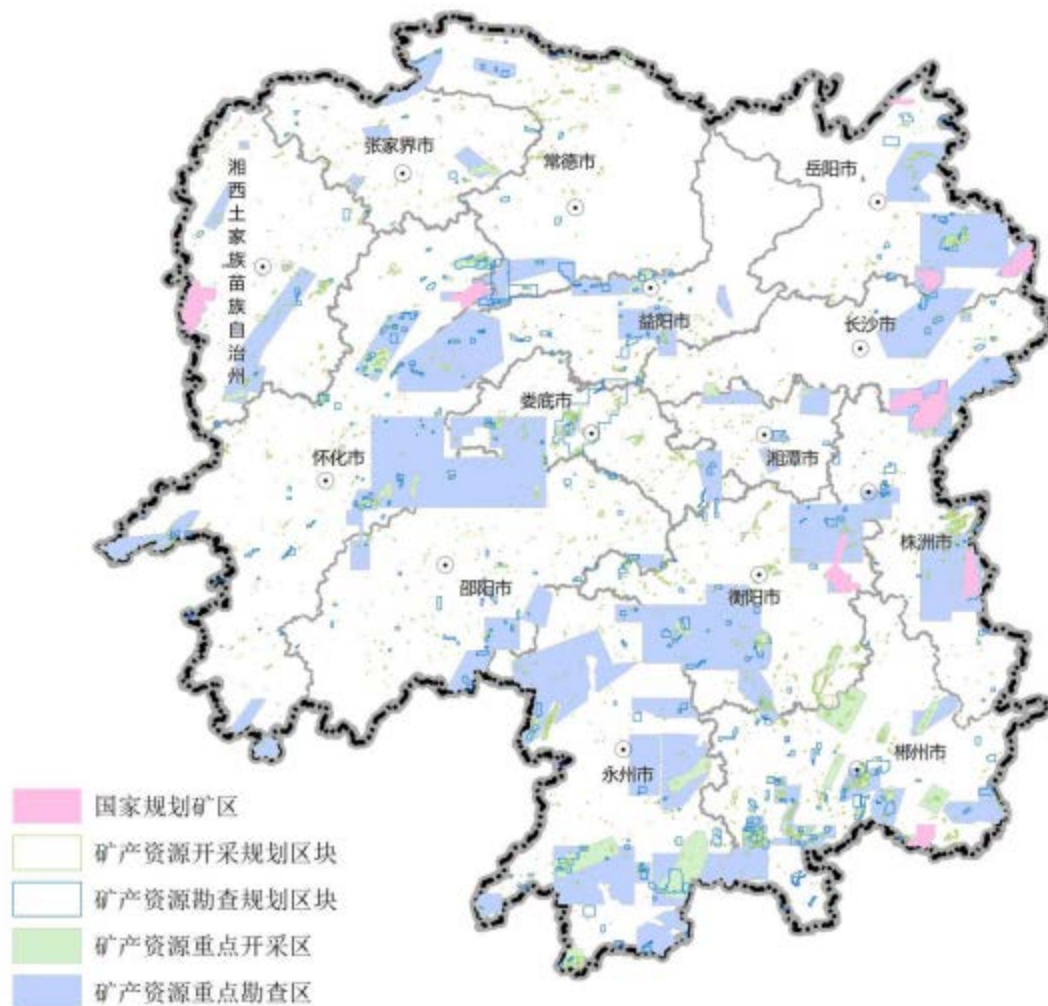 张家界市
常德市
岳阳市
湘西土家族苗族自治州
益阳市
长沙市
娄底市
怀化市
湘潭市
株洲市
邵阳市
衡阳市
永州市
郴州市
国家规划矿区
矿产资源开采规划区块
矿产资源勘查规划区块
矿产资源重点开采区
矿产资源重点勘查区